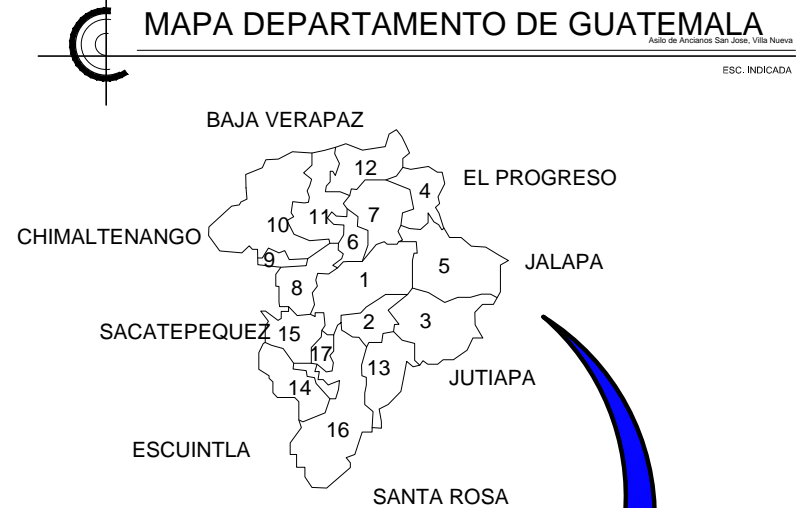 MAPA DEPARTAMENTO DE GUATEMALA
Asilo de Ancianos San Jose, Villa Nueva
ESC. INDICADA
BAJA VERAPAZ
12
EL PROGRESO
4
7
10
11
CHIMALTENANGO
6
9
JALAPA
5
1
8
2
3
SACATEPEQUEZ
15
17
13
JUTIAPA
14
16
ESCUINTLA
SANTA ROSA